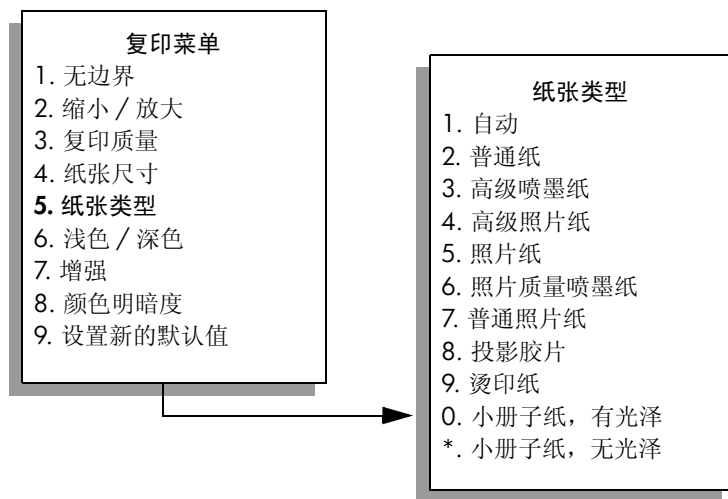 复印菜单
1. 无边界
2. 缩小 / 放大
3. 复印质量
4. 纸张尺寸
5. 纸张类型
6. 浅色 / 深色
7. 增强
8. 颜色明暗度
9. 设置新的默认值
纸张类型
1. 自动
2. 普通纸
3. 高级喷墨纸
4. 高级照片纸
5. 照片纸
6. 照片质量喷墨纸
7. 普通照片纸
8. 投影胶片
9. 烫印纸
0. 小册子纸，有光泽
*. 小册子纸，无光泽